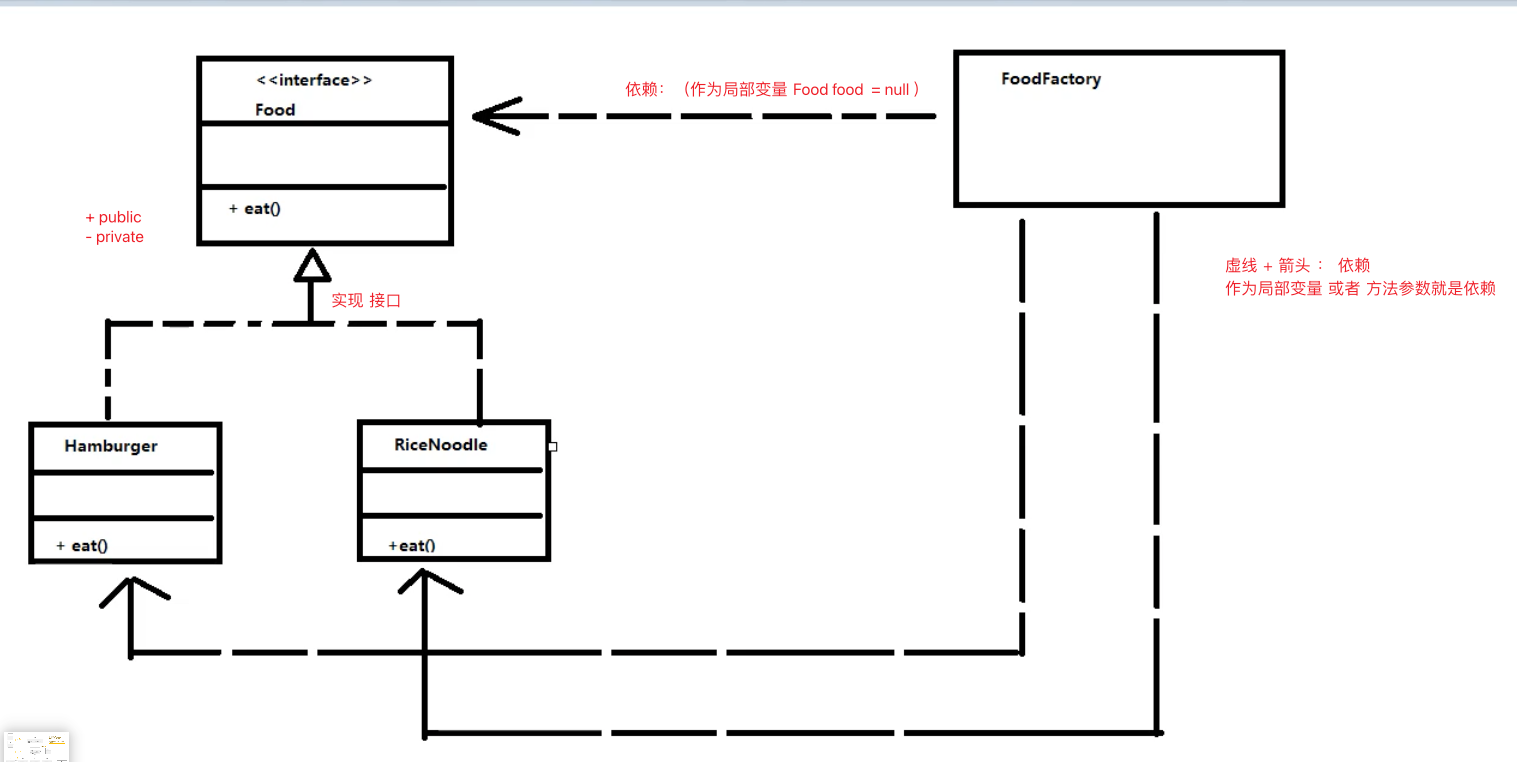 <<interface>>
Food
+ eat()
依赖： （作为局部变量 Food food = null ）
FoodFactory
+ public
- private
实现 接口
虚线 + 箭头 ： 依赖
作为局部变量 或者 方法参数就是依赖
Hamburger
+ eat()
RiceNoodle
+eat()